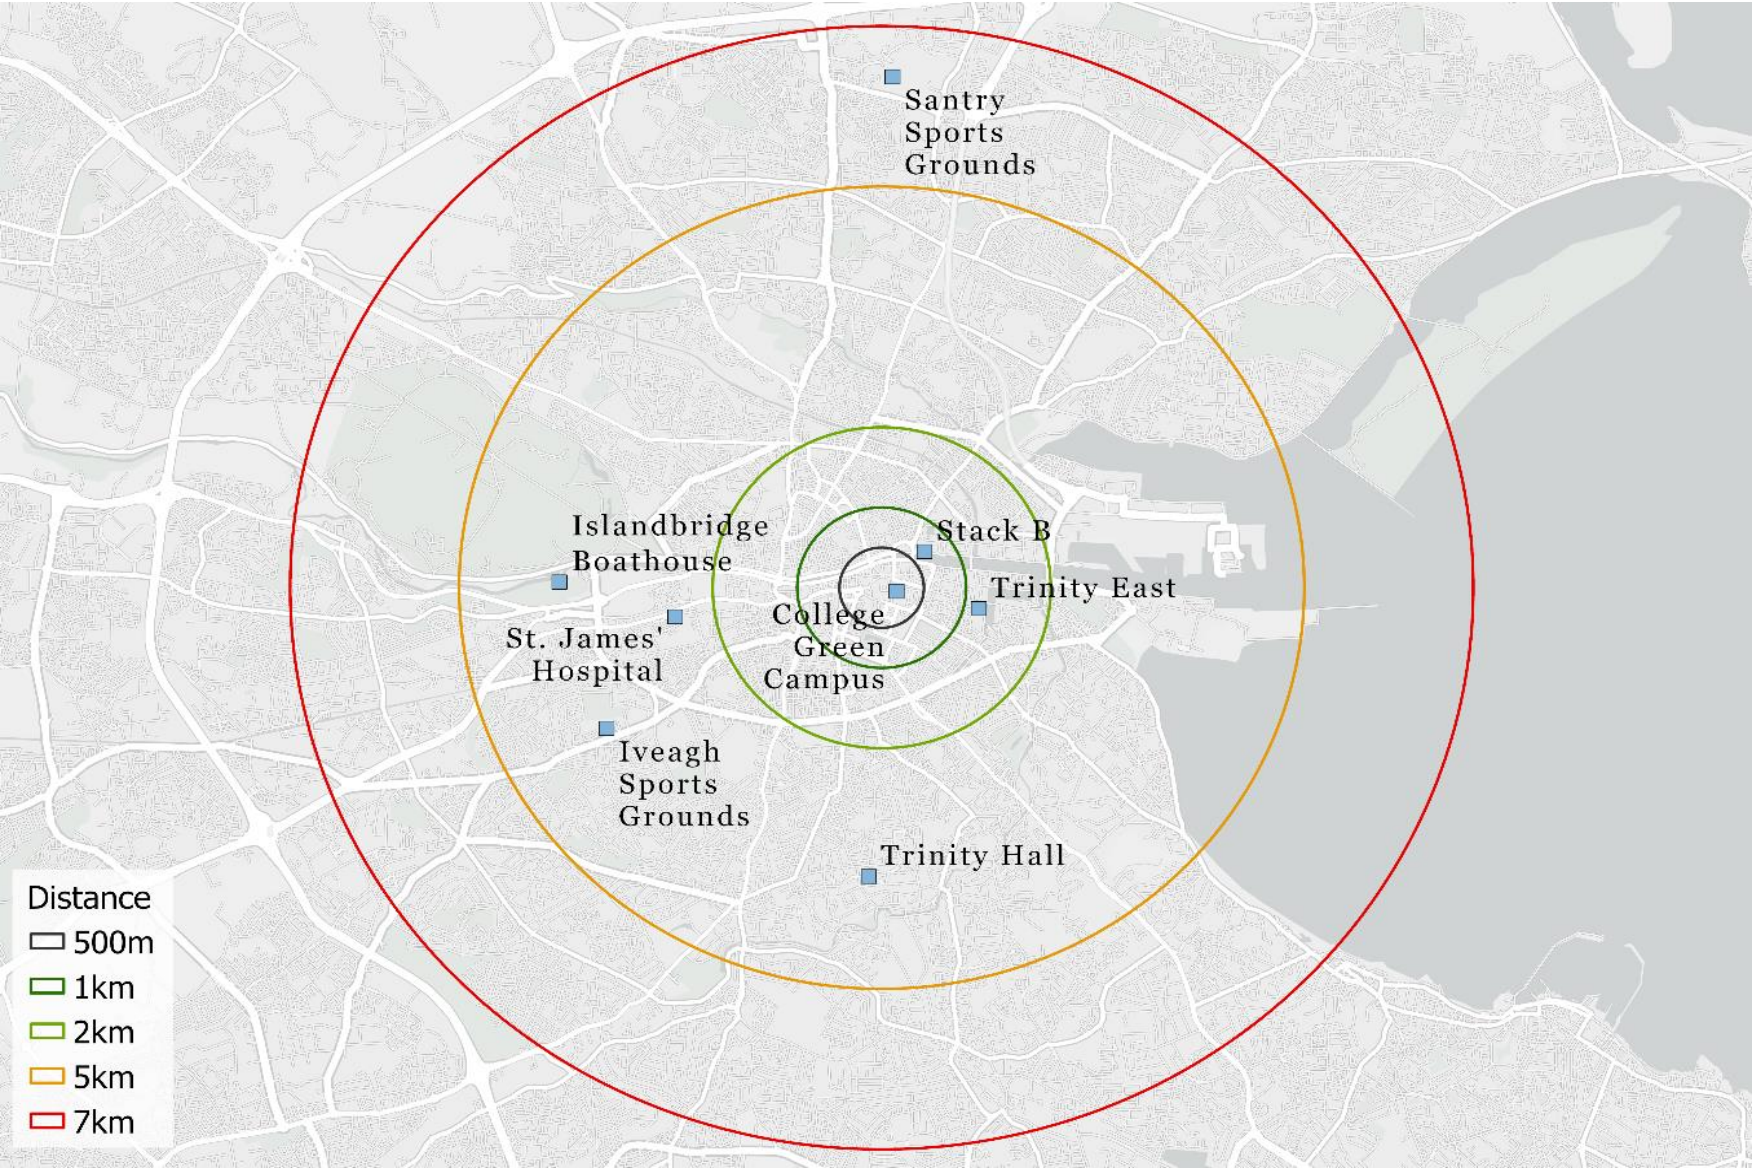 Santry
Sports
Grounds
Islandbridge
Boathouse
Stack B
Trinity East
College
Green
Campus
St. James'
Hospital
Iveagh
Sports
Grounds
Trinity Hall
Distance
500m
1km
2km
5km
7km